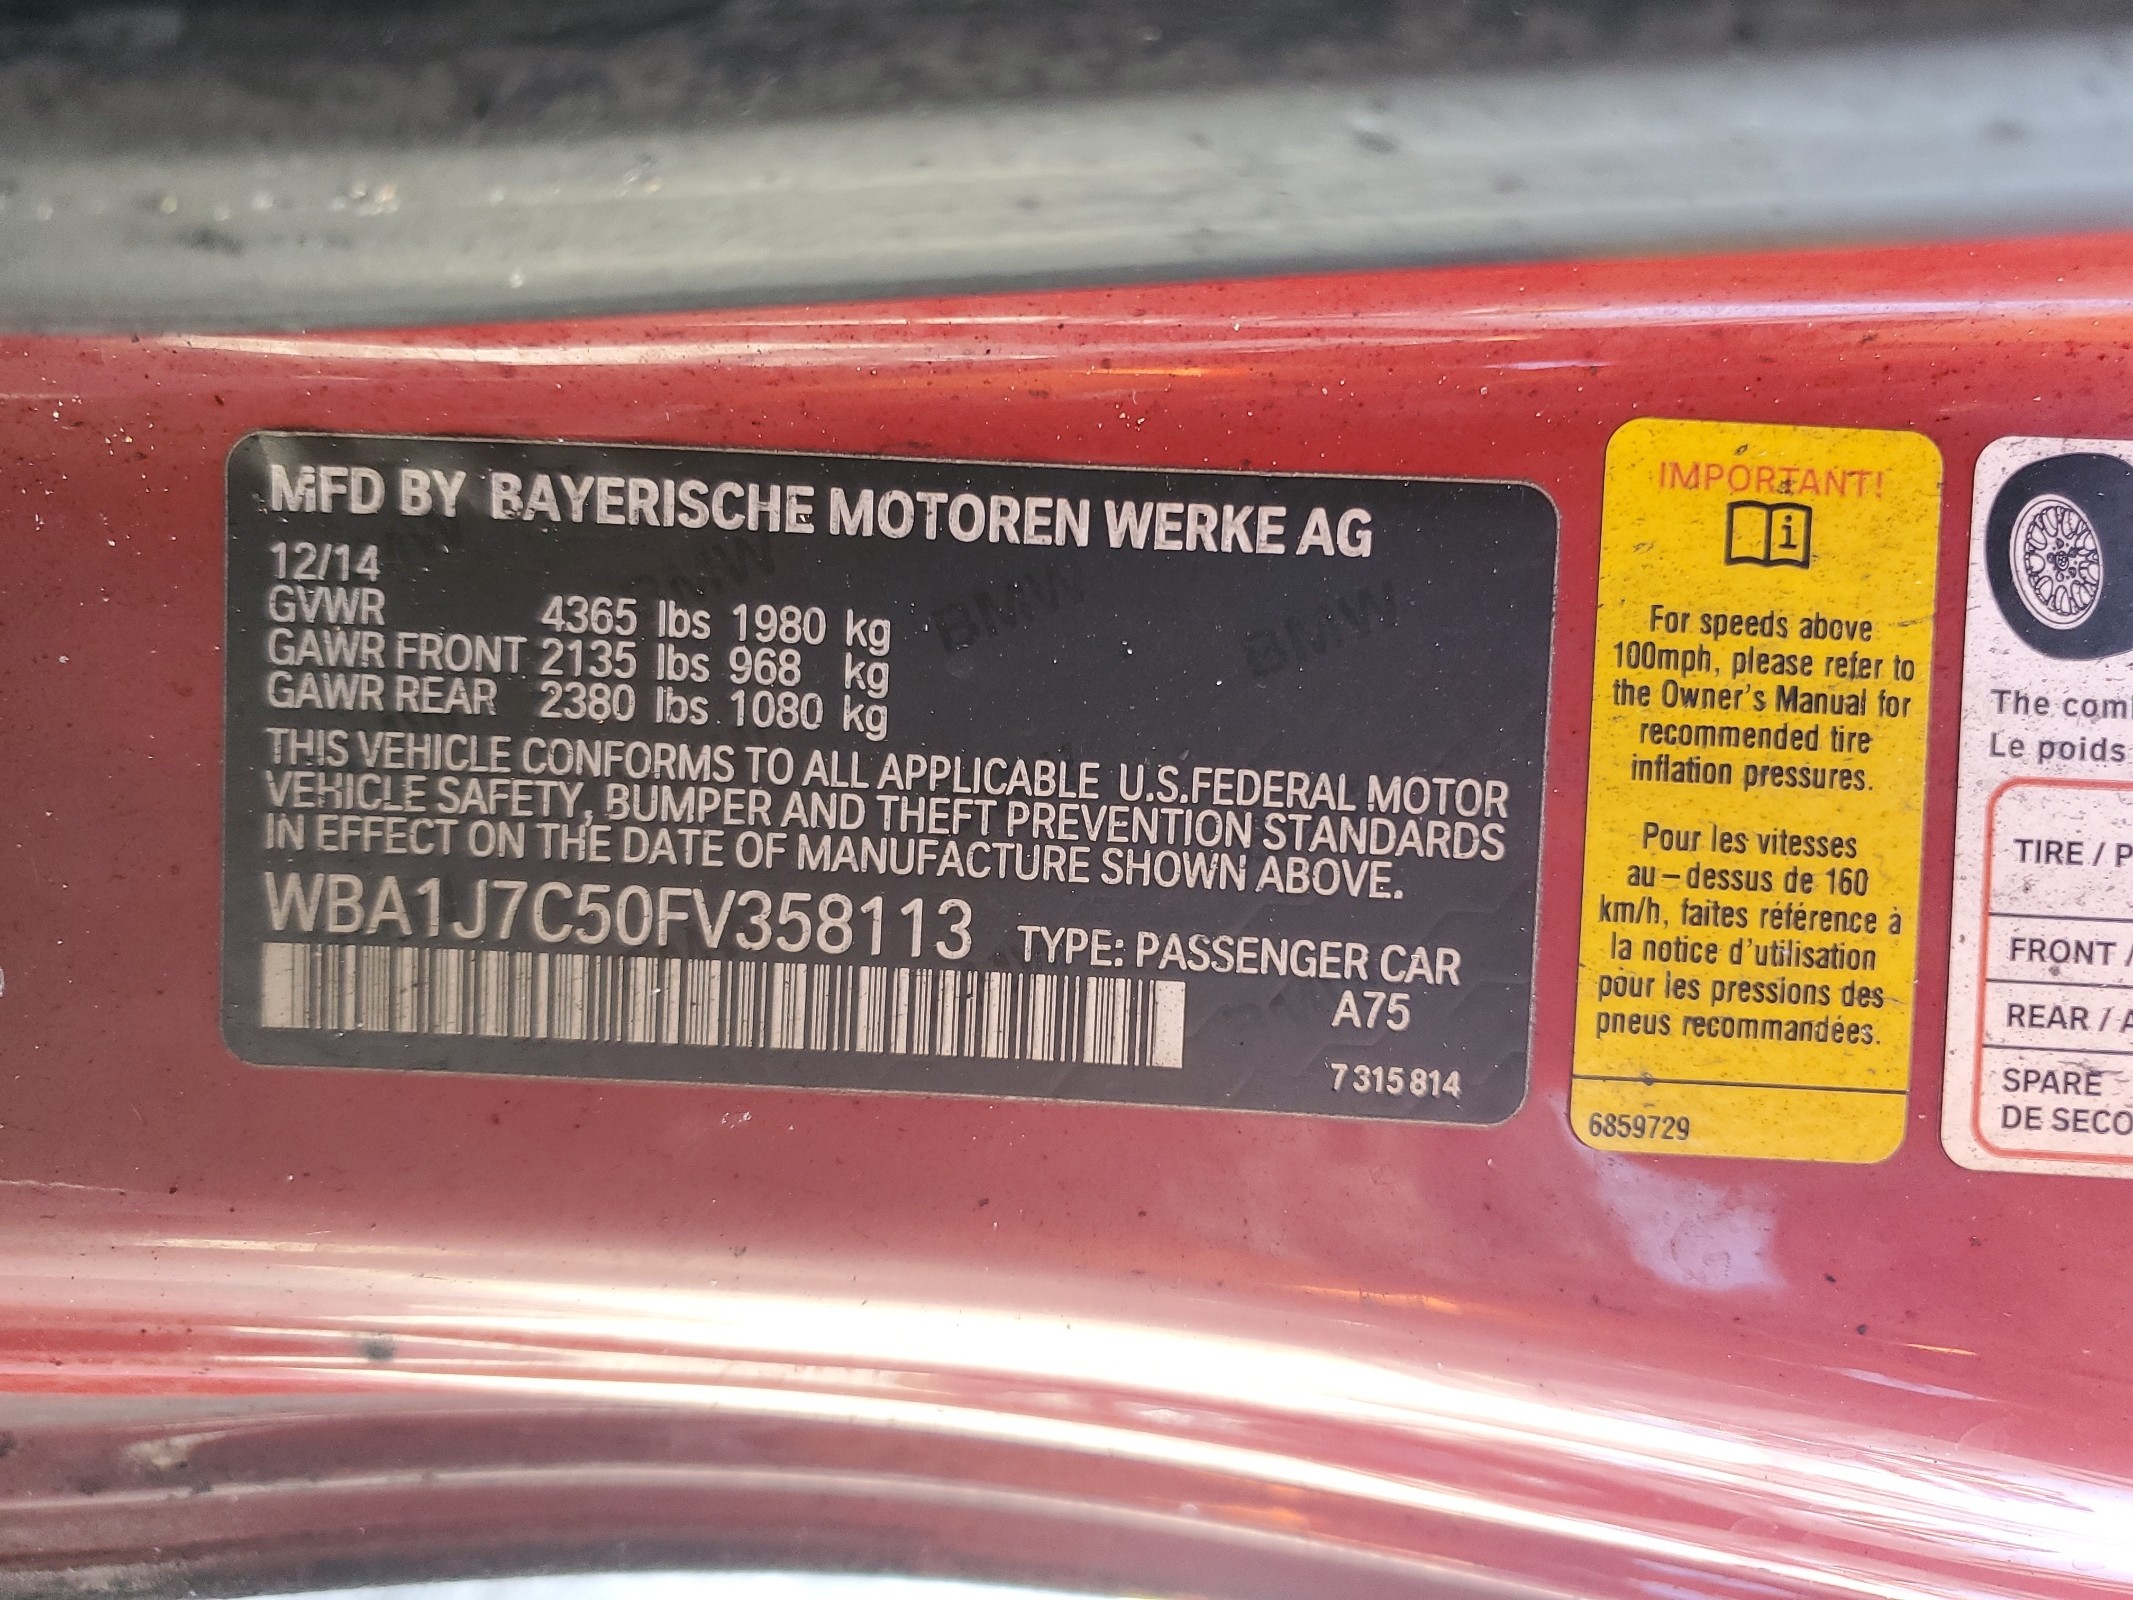 MFD BY BAYERISCHE MOTOREN WERKE AG
12/14
GVWR 4365 lbs 1980 kg
GAWR FRONT 2135 lbs 968 kg
GAWR REAR 2380 lbs 1080 kg
THIS VEHICLE CONFORMS TO ALL APPLICABLE U.S.FEDERAL MOTOR
VEHICLE SAFETY, BUMPER AND THEFT PREVENTION STANDARDS
IN EFFECT ON THE DATE OF MANUFACTURE SHOWN ABOVE.
WBA1J7C50FV358113 TYPE: PASSENGER CAR
A75
7 315 814
IMPORTANT!
i
For speeds above
100mph, please refer to
the Owner's Manual for
recommended tire
inflation pressures.
Pour les vitesses
au-dessus de 160
km/h, faites référence à
la notice d'utilisation
pour les pressions des
pneus recommandées.
6859729
The
Le poids
TIRE /
FRONT /
REAR /
SPARE
DE